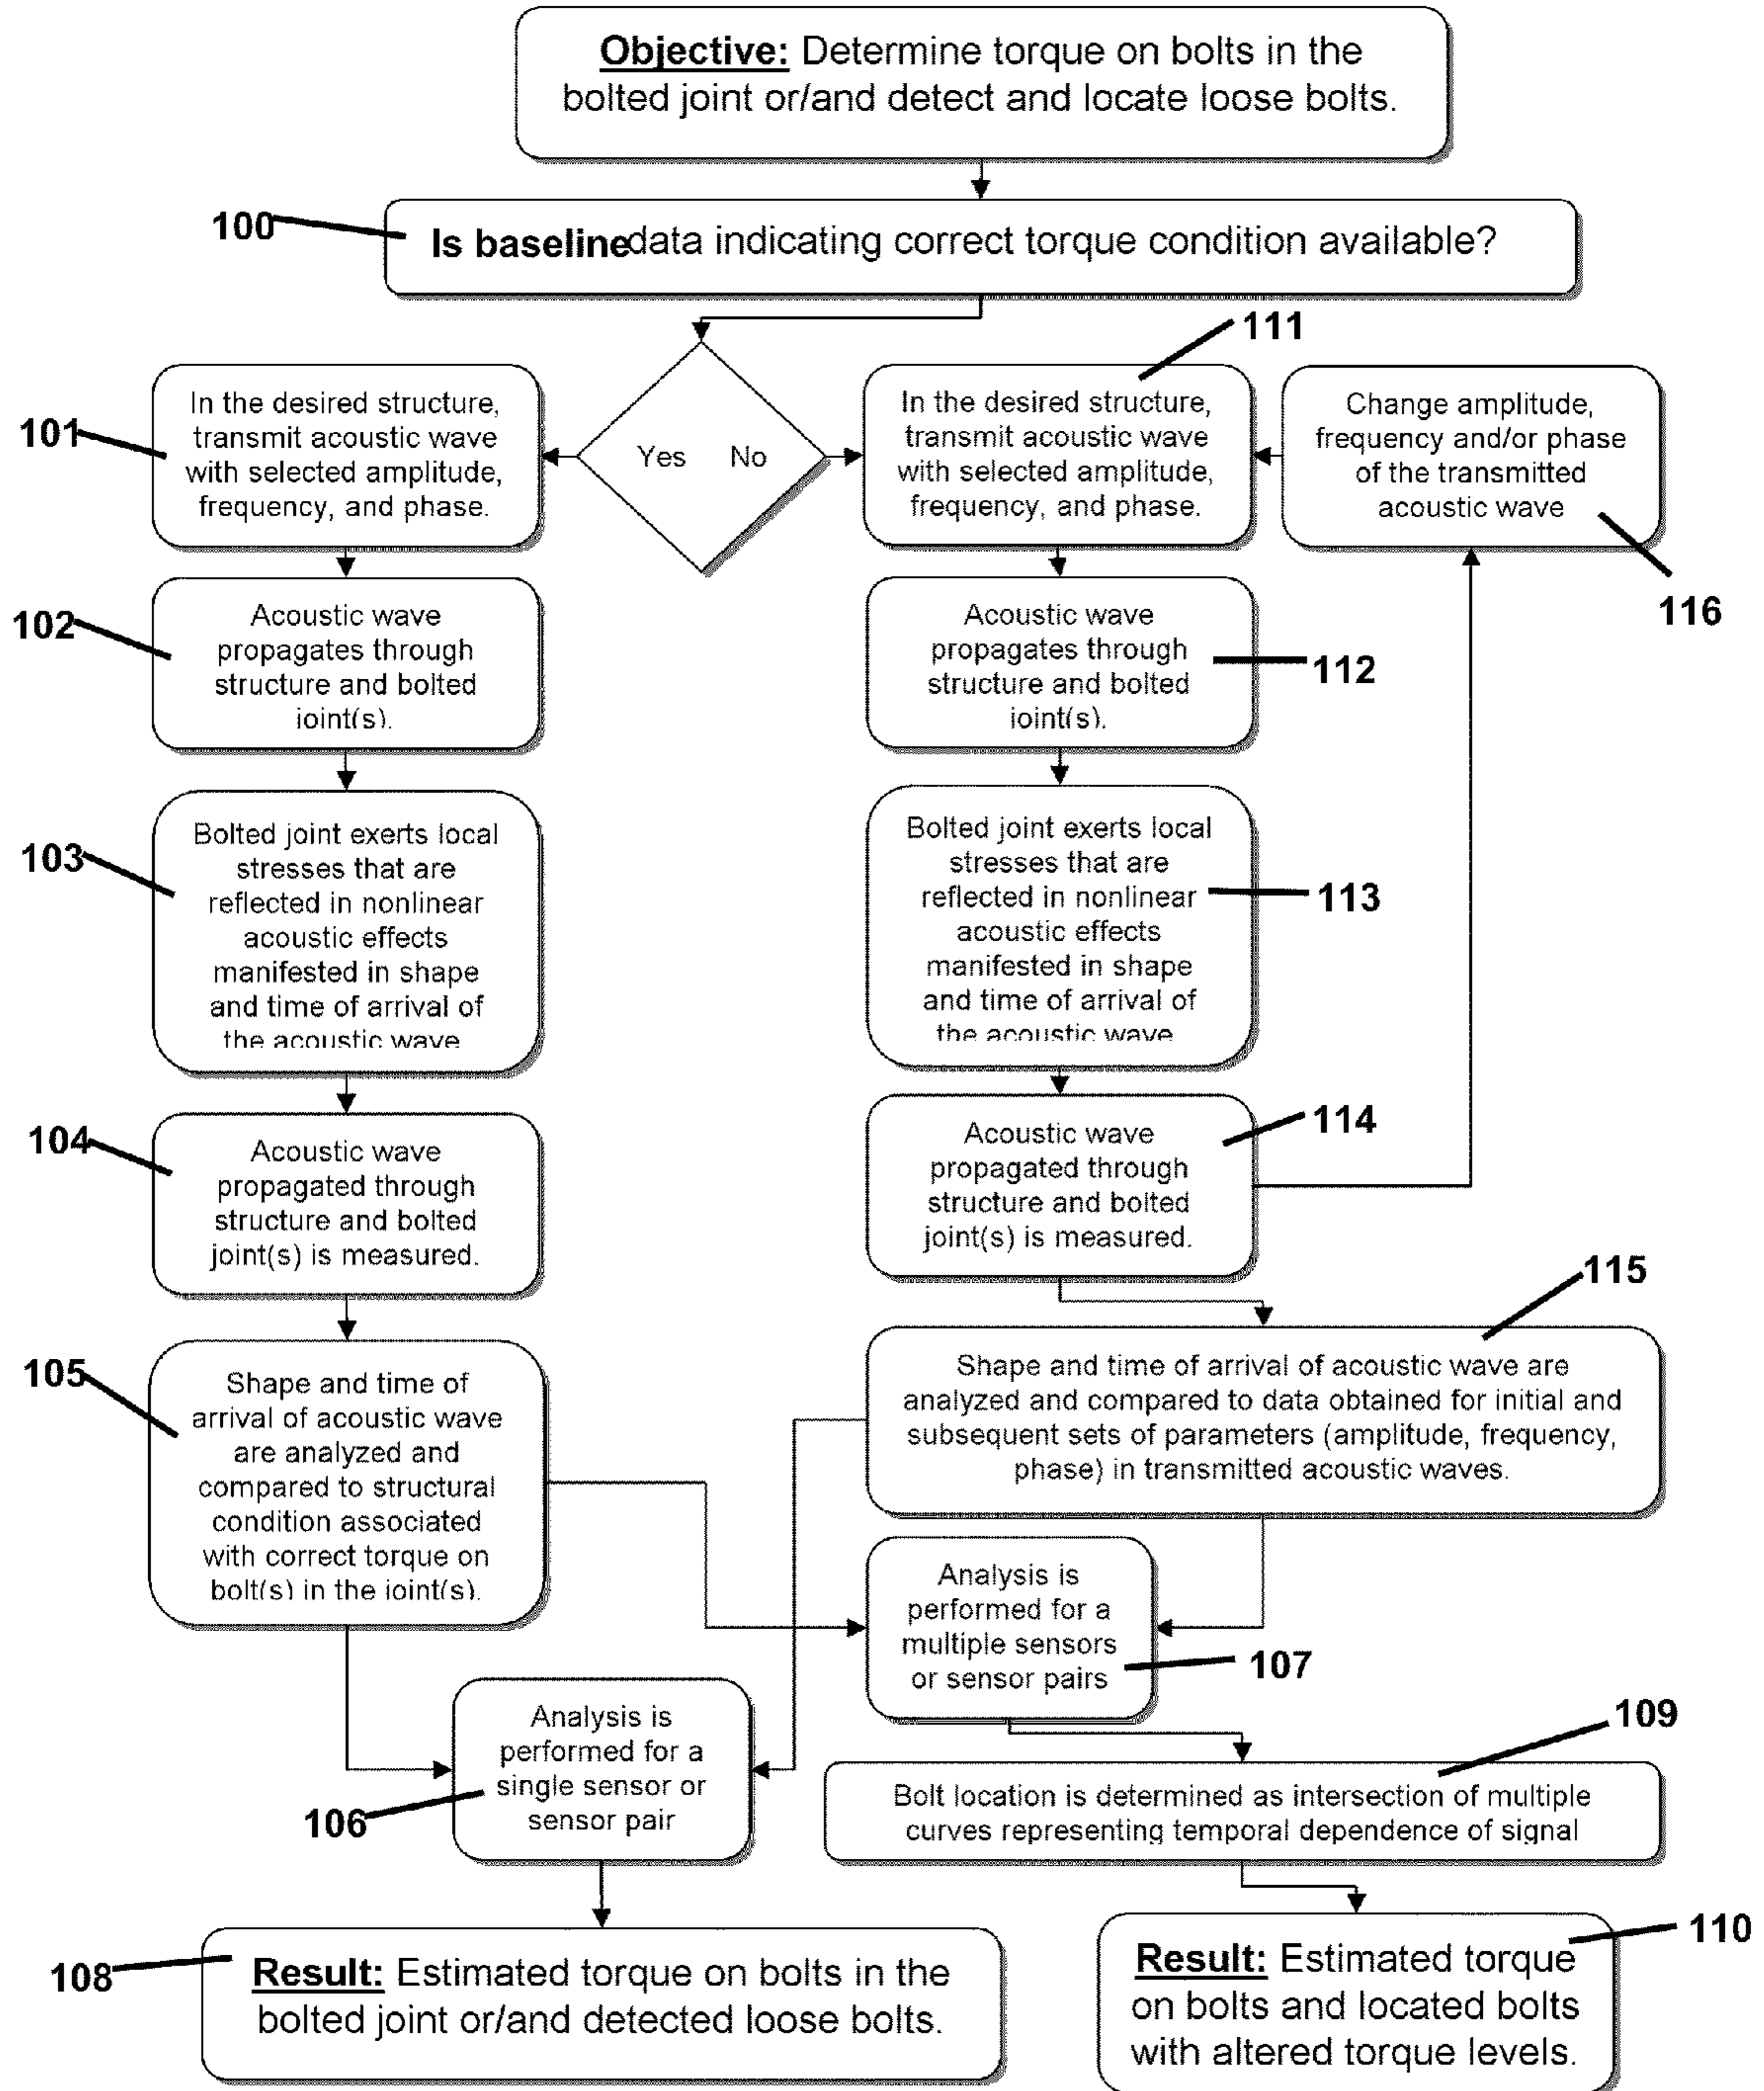 Objective: Determine torque on bolts in the
bolted joint or/and detect and locate loose bolts.
100
Is baseline data indicating correct torque condition available?
111
101
In the desired structure,
transmit acoustic wave
with selected amplitude,
frequency, and phase.
Yes No
In the desired structure,
transmit acoustic wave
with selected amplitude,
frequency, and phase.
Change amplitude,
frequency and/or phase
of the transmitted
acoustic wave
116
102
Acoustic wave
propagates through
structure and bolted
joint(s).
Acoustic wave
propagates through
structure and bolted
joint(s).
112
103
Bolted joint exerts local
stresses that are
reflected in nonlinear
acoustic effects
manifested in shape
and time of arrival of
the acoustic wave
Bolted joint exerts local
stresses that are
reflected in nonlinear
acoustic effects
manifested in shape
and time of arrival of
the acoustic wave
113
104
Acoustic wave
propagated through
structure and bolted
joint(s) is measured.
Acoustic wave
propagated through
structure and bolted
joint(s) is measured.
114
115
105
Shape and time of
arrival of acoustic wave
are analyzed and
compared to structural
condition associated
with correct torque on
bolt(s) in the joint(s).
Shape and time of arrival of acoustic wave are
analyzed and compared to data obtained for initial and
subsequent sets of parameters (amplitude, frequency,
phase) in transmitted acoustic waves.
Analysis is
performed for a
multiple sensors
or sensor pairs
107
Analysis is
performed for a
single sensor or
sensor pair
106
109
Bolt location is determined as intersection of multiple
curves representing temporal dependence of signal
108
Result: Estimated torque on bolts in the
bolted joint or/and detected loose bolts.
110
Result: Estimated torque
on bolts and located bolts
with altered torque levels.